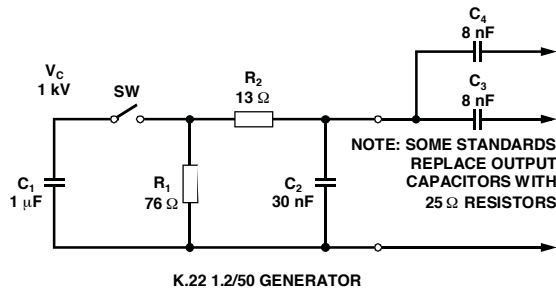 C4
8 nF
VC
1 kV
SW
R2
13 Ω
C3
8 nF
NOTE: SOME STANDARDS
REPLACE OUTPUT
CAPACITORS WITH
25 Ω RESISTORS
C1
1 μF
R1
76 Ω
C2
30 nF
K.22 1.2/50 GENERATOR